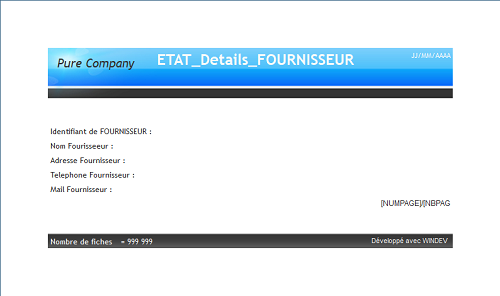 Pure Company
ETAT_Details_FOURNISSEUR
JJ/MM/AAAA
Identifiant de FOURNISSEUR :
Nom Fourisseeur :
Adresse Fournisseur :
Telephone Fournisseur :
Mail Fournisseur :
[NUMPAGE]/[NBPAG
Nombre de fiches = 999 999
Développé avec WINDEV